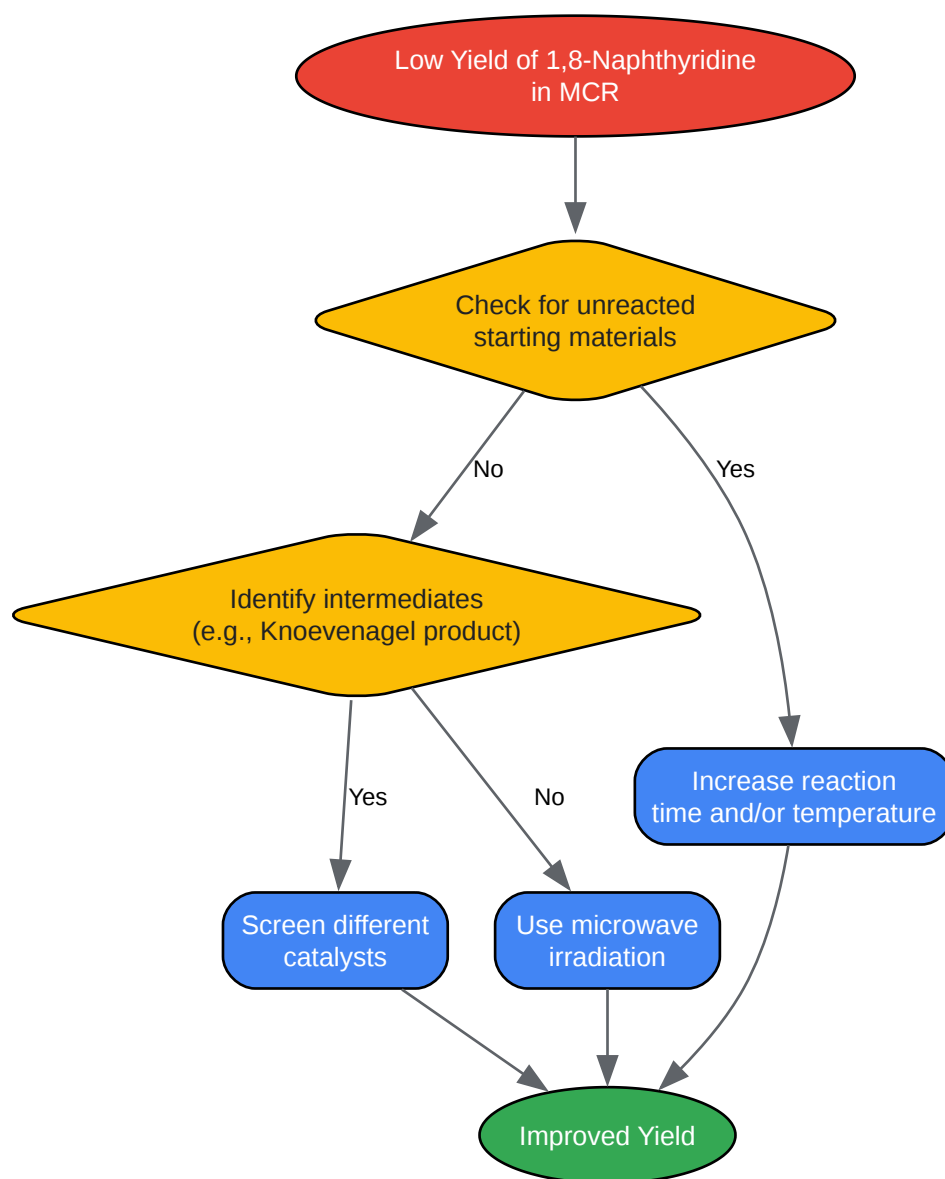 Low Yield of 1,8-Naphthyridine
in MCR
Check for unreacted
starting materials
No
Yes
Identify intermediates
(e.g., Knoevenagel product)
Increase reaction
time and/or temperature
Yes
No
Screen different
catalysts
Use microwave
irradiation
Improved Yield